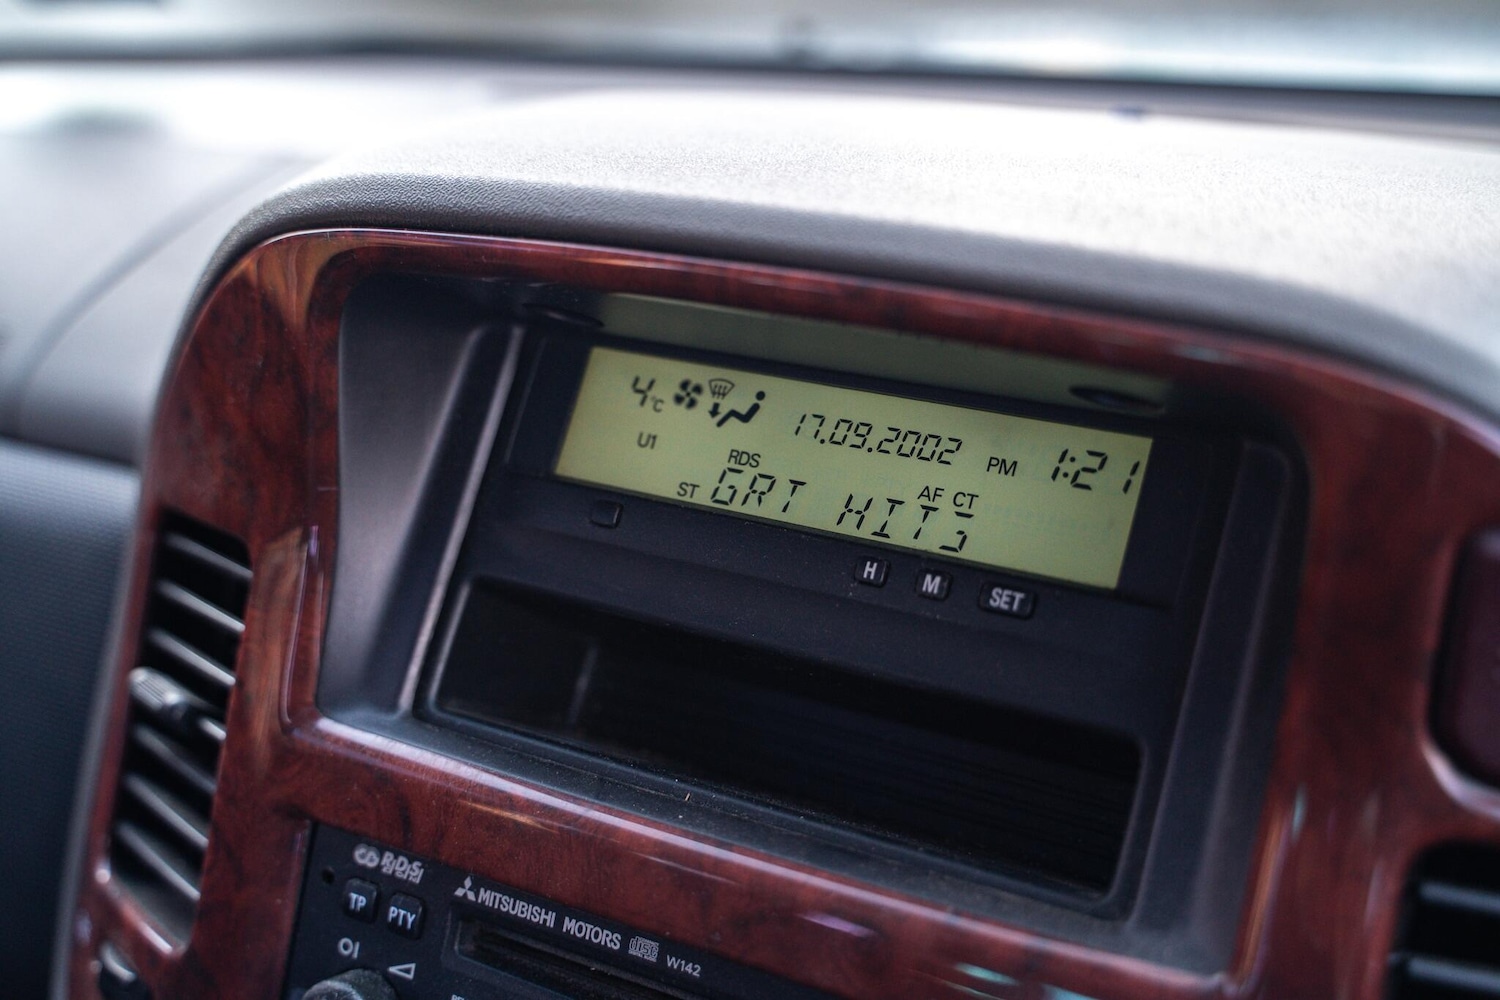 4°C 17.09.2002 PM 1:21
U1 RDS AF CT
ST GRT HITS
H M SET
RDS
TP PTY
MITSUBISHI MOTORS disc W142